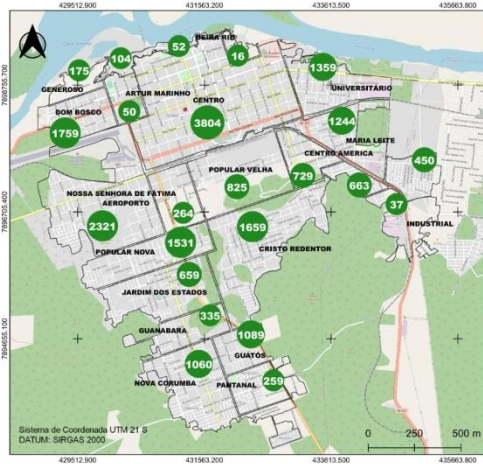 429512.900 431563.200 433613.500 435663.800
BEIRA RIO
52
104
16
175
1359
GENEROSO
UNIVERSITÁRIO
ARTUR MARINHO
CENTRO
DOM BOSCO
50
3804
1244
1759
MARIA LEITE
CENTRO AMÉRICA
450
POPULAR VELHA
729
663
825
NOSSA SENHORA DE FÁTIMA
AEROPORTO
264
37
2321
1659
INDUSTRIAL
1531
CRISTO REDENTOR
POPULAR NOVA
659
JARDIM DOS ESTADOS
335
GUANABARA
1089
GUATÓS
1060
NOVA CORUMBÁ
PANTANAL
259
7898755.700
7896705.400
7894655.100
Sistema de Coordenada UTM 21 S
DATUM: SIRGAS 2000
0 250 500 m
429512.900 431563.200 433613.500 435663.800